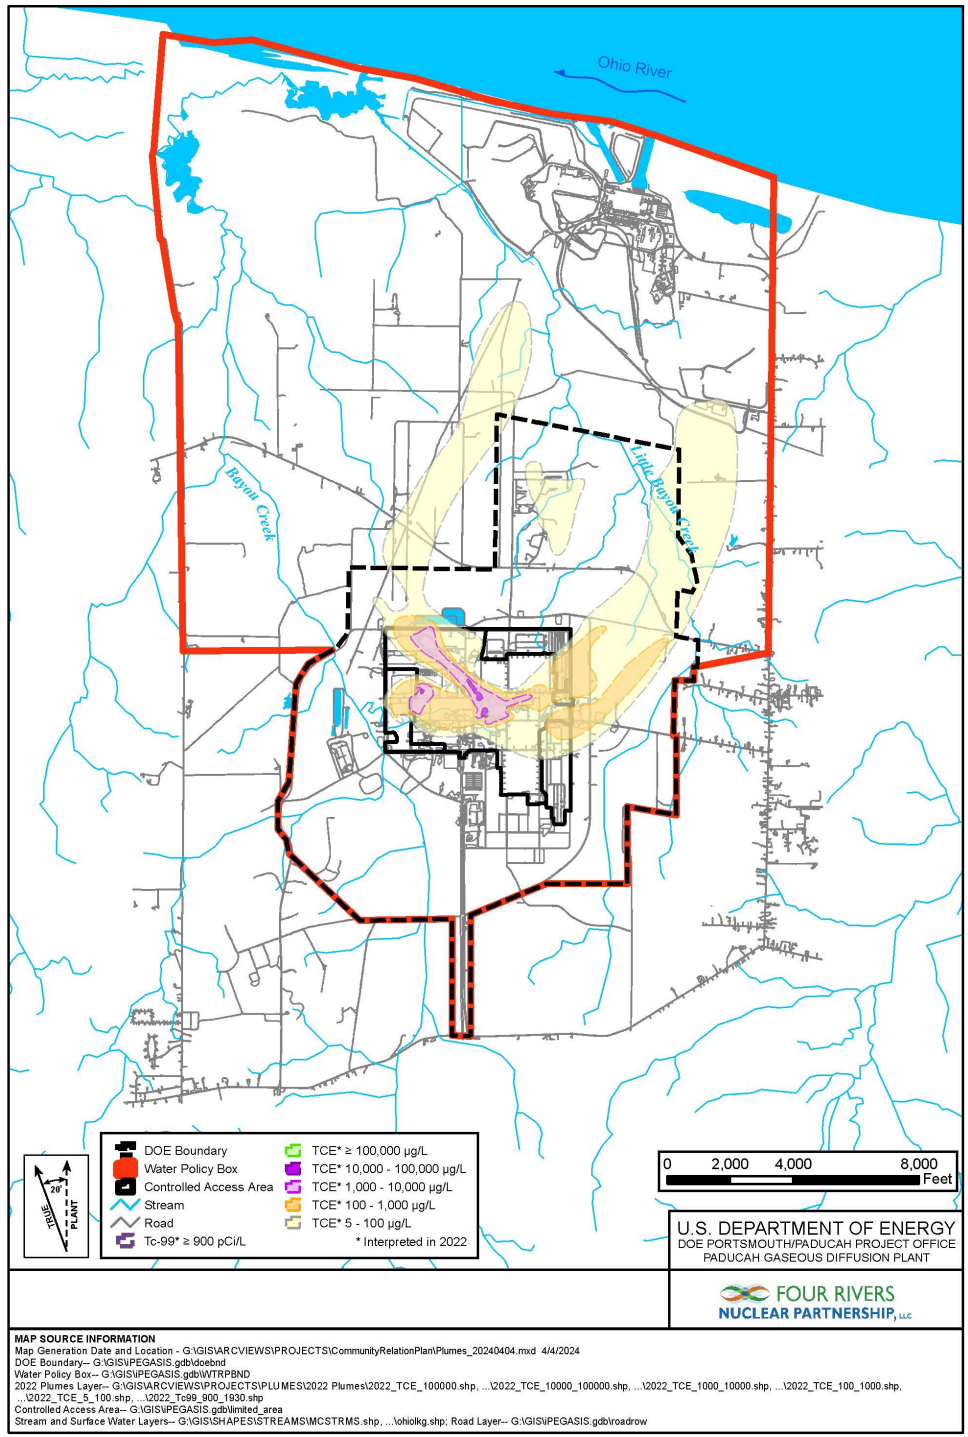 Ohio River
Bayou Creek
Little Bayou Creek
TRUE
20°
PLANT
DOE Boundary
Water Policy Box
Controlled Access Area
Stream
Road
Tc-99* ≥ 900 pCi/L
TCE* ≥ 100,000 µg/L
TCE* 10,000 - 100,000 µg/L
TCE* 1,000 - 10,000 µg/L
TCE* 100 - 1,000 µg/L
TCE* 5 - 100 µg/L
* Interpreted in 2022
0 2,000 4,000 8,000
Feet
U.S. DEPARTMENT OF ENERGY
DOE PORTSMOUTH/PADUCAH PROJECT OFFICE
PADUCAH GASEOUS DIFFUSION PLANT
FOUR RIVERS
NUCLEAR PARTNERSHIP, LLC
MAP SOURCE INFORMATION
Map Generation Date and Location - G:\GIS\ARCVIEWS\PROJECTS\CommunityRelationPlan\Plumes_20240404.mxd 4/4/2024
DOE Boundary-- G:\GIS\PEGASIS.gdb\doebnd
Water Policy Box-- G:\GIS\PEGASIS.gdb\WTRPBND
2022 Plumes Layer-- G:\GIS\ARCVIEWS\PROJECTS\PLUMES\2022 Plumes\2022_TCE_100000.shp, ...\2022_TCE_10000_100000.shp, ...\2022_TCE_1000_10000.shp, ...\2022_TCE_100_1000.shp,
...\2022_TCE_5_100.shp, ...\2022_Tc99_900_1930.shp
Controlled Access Area-- G:\GIS\PEGASIS.gdb\limited_area
Stream and Surface Water Layers-- G:\GIS\SHAPES\STREAMS\MCSTRMS.shp, ...\ohiolkg.shp; Road Layer-- G:\GIS\PEGASIS.gdb\roadrow